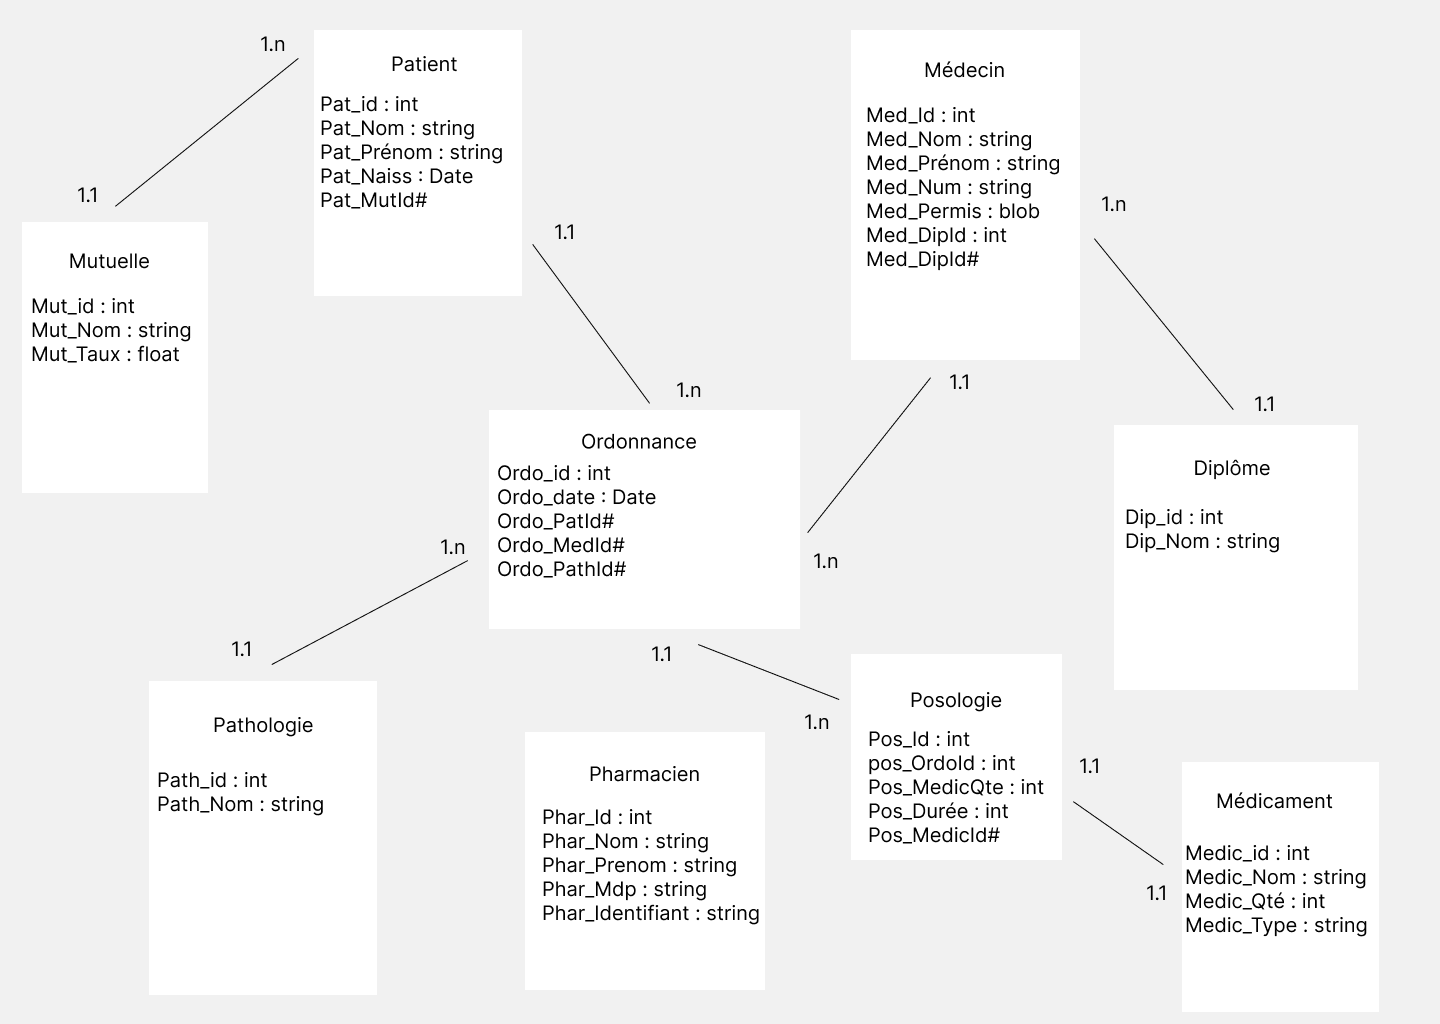 1.n
1.1
Patient
Pat_id : int
Pat_Nom : string
Pat_Prénom : string
Pat_Naiss : Date
Pat_MutId#
Médecin
Med_Id : int
Med_Nom : string
Med_Prénom : string
Med_Num : string
Med_Permis : blob
Med_DipId : int
Med_DipId#
Mutuelle
Mut_id : int
Mut_Nom : string
Mut_Taux : float
1.1
1.n
1.n
1.1
1.1
1.n
Ordonnance
Ordo_id : int
Ordo_date : Date
Ordo_PatId#
Ordo_MedId#
Ordo_PathId#
Diplôme
Dip_id : int
Dip_Nom : string
1.n
1.1
1.1
1.n
Pathologie
Path_id : int
Path_Nom : string
Pharmacien
Phar_Id : int
Phar_Nom : string
Phar_Prenom : string
Phar_Mdp : string
Phar_Identifiant : string
Posologie
Pos_Id : int
pos_OrdoId : int
Pos_MedicQte : int
Pos_Durée : int
Pos_MedicId#
1.1
1.1
Médicament
Medic_id : int
Medic_Nom : string
Medic_Qté : int
Medic_Type : string